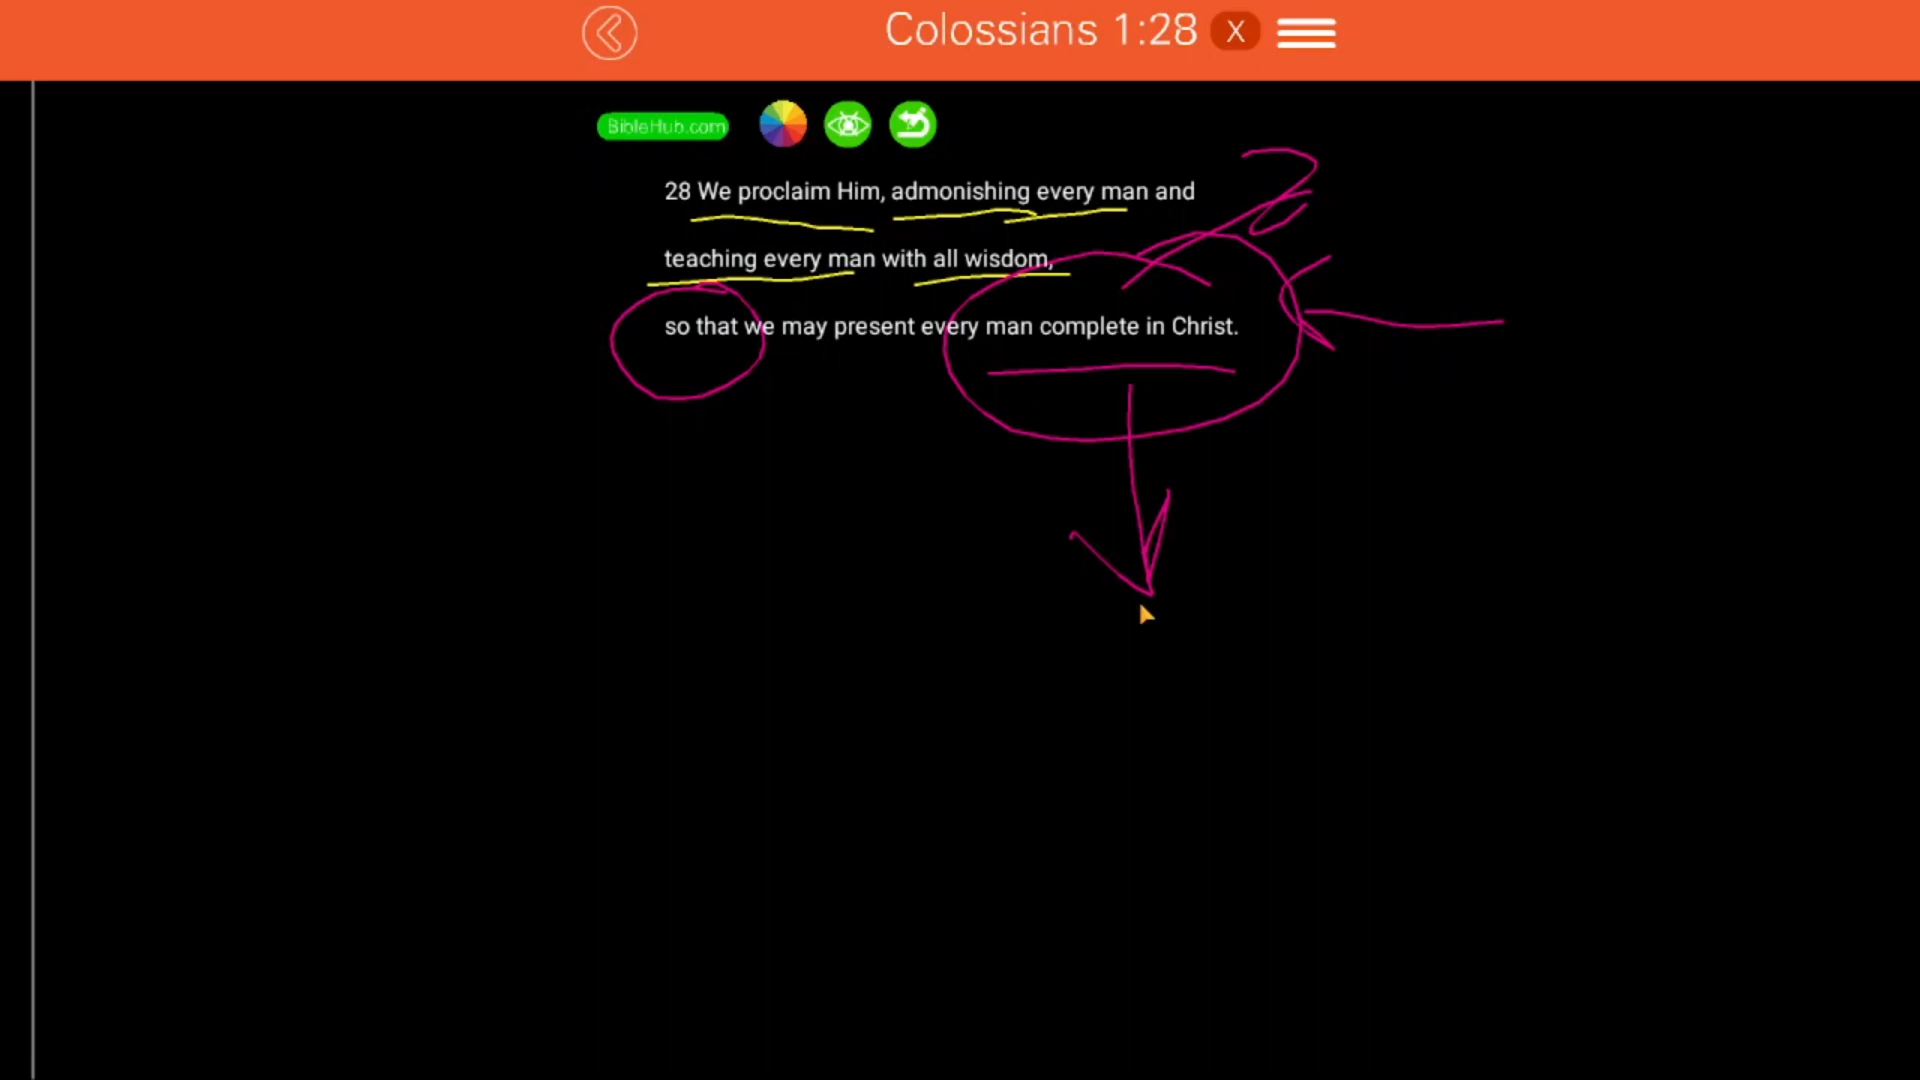 Colossians 1:28 X
BibleHub.com
28 We proclaim Him, admonishing every man and
teaching every man with all wisdom,
so that we may present every man complete in Christ.